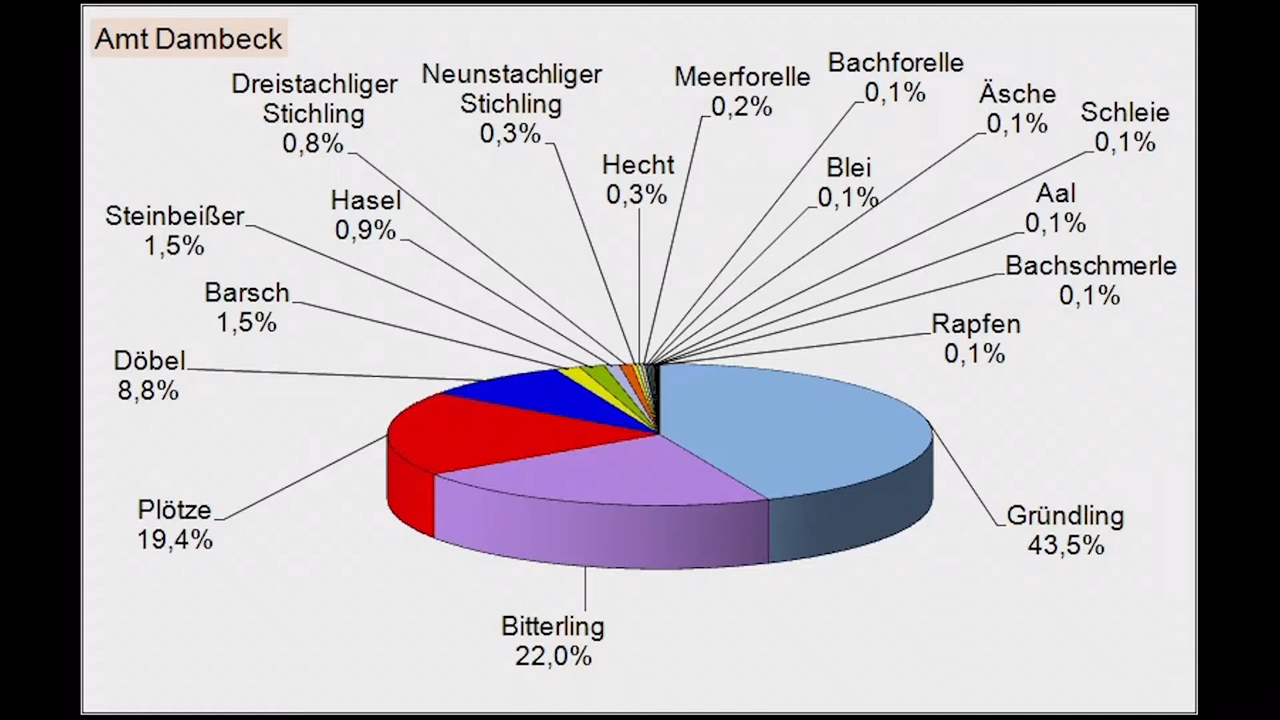 Amt Dambeck
Dreistachliger
Stichling
0,8%
Neunstachliger
Stichling
0,3%
Hecht
0,3%
Meerforelle
0,2%
Bachforelle
0,1%
Blei
0,1%
Äsche
0,1%
Schleie
0,1%
Aal
0,1%
Bachschmerle
0,1%
Rapfen
0,1%
Steinbeißer
1,5%
Hasel
0,9%
Barsch
1,5%
Döbel
8,8%
Plötze
19,4%
Gründling
43,5%
Bitterling
22,0%